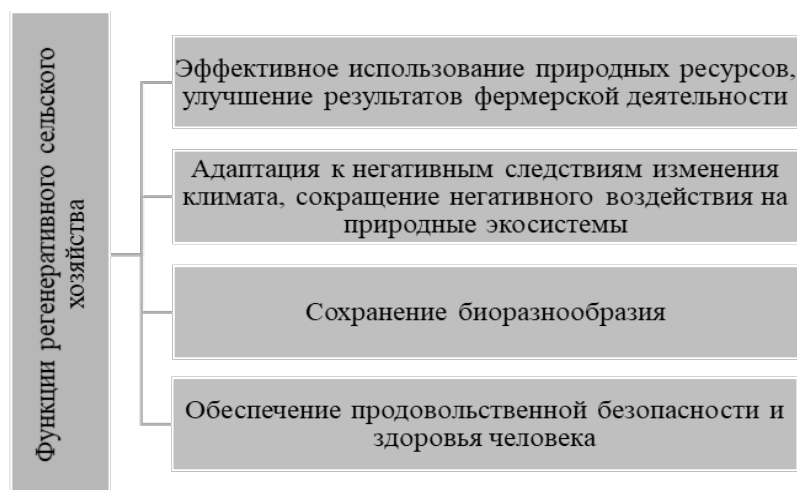 Функции регенеративного сельского
хозяйства
Эффективное использование природных ресурсов,
улучшение результатов фермерской деятельности
Адаптация к негативным следствиям изменения
климата, сокращение негативного воздействия на
природные экосистемы
Сохранение биоразнообразия
Обеспечение продовольственной безопасности и
здоровья человека